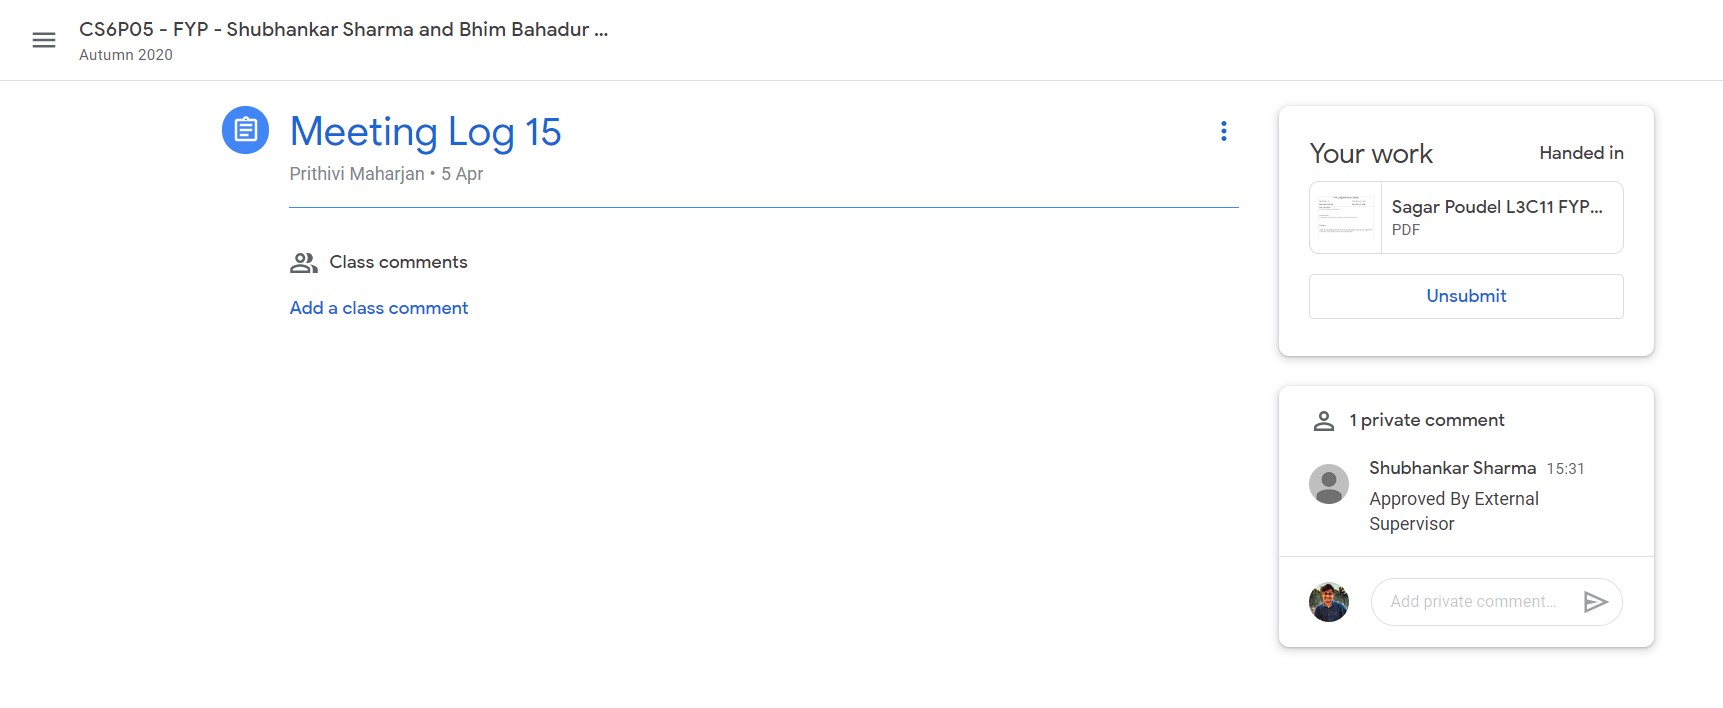 CS6P05 - FYP - Shubhankar Sharma and Bhim Bahadur ...
Autumn 2020
Meeting Log 15
Prithivi Maharjan • 5 Apr
Class comments
Add a class comment
Your work
Handed in
Sagar Poudel L3C11 FYP...
PDF
Unsubmit
1 private comment
Shubhankar Sharma 15:31
Approved By External
Supervisor
Add private comment...